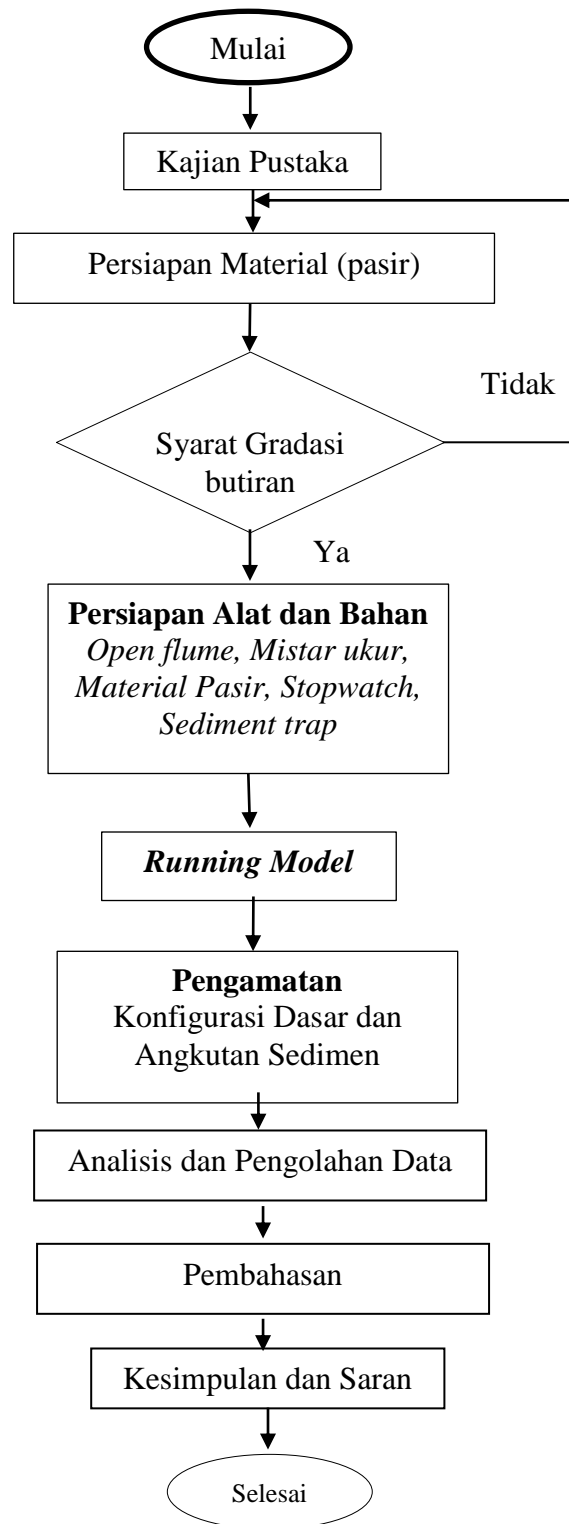 Mulai
Kajian Pustaka
Persiapan Material (pasir)
Tidak
Syarat Gradasi
butiran
Ya
Persiapan Alat dan Bahan
Open flume, Mistar ukur,
Material Pasir, Stopwatch,
Sediment trap
Running Model
Pengamatan
Konfigurasi Dasar dan
Angkutan Sedimen
Analisis dan Pengolahan Data
Pembahasan
Kesimpulan dan Saran
Selesai